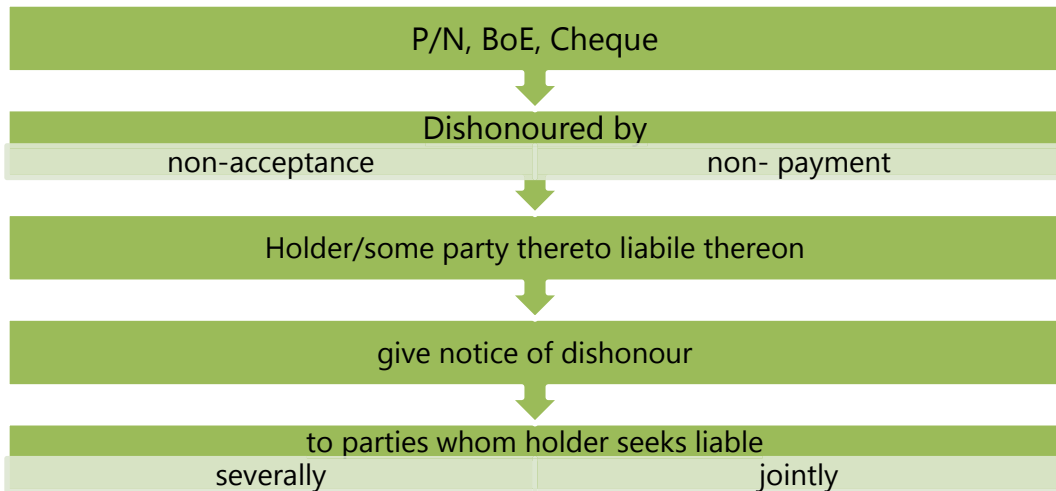 P/N, BoE, Cheque
Dishonoured by
non-acceptance
non- payment
Holder/some party thereto liabile thereon
give notice of dishonour
to parties whom holder seeks liable
severally
jointly